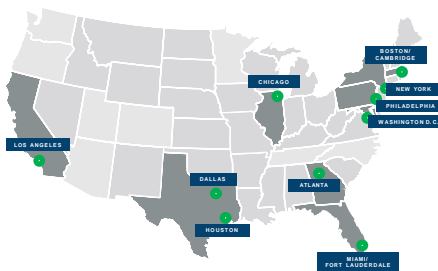 BOSTON/
CAMBRIDGE
CHICAGO
NEW YORK
PHILADELPHIA
WASHINGTON D.C.
LOS ANGELES
DALLAS
ATLANTA
HOUSTON
MIAMI/
FORT LAUDERDALE